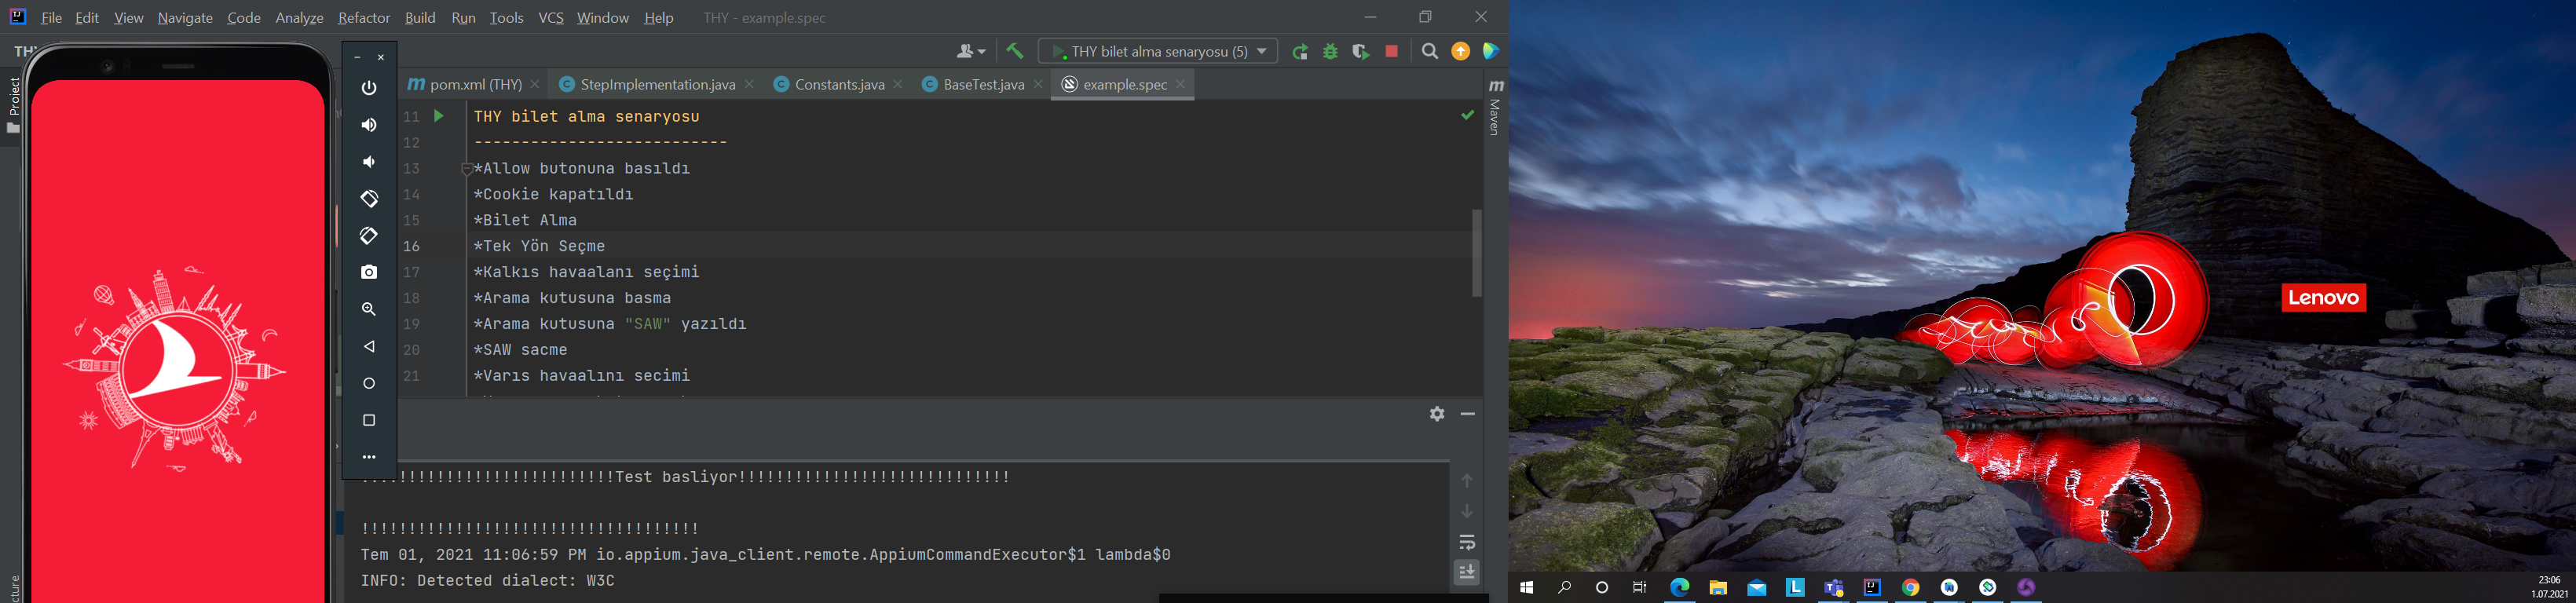 File Edit View Navigate Code Analyze Refactor Build Run Tools VCS Window Help THY - example.spec
THY bilet alma senaryosu (5)
Project
pom.xml (THY) StepImplementation.java Constants.java BaseTest.java example.spec
Maven
11 THY bilet alma senaryosu
12 ---------------------------
13 *Allow butonuna basıldı
14 *Cookie kapatıldı
15 *Bilet Alma
16 *Tek Yön Seçme
17 *Kalkıs havaalanı seçimi
18 *Arama kutusuna basma
19 *Arama kutusuna "SAW" yazıldı
20 *SAW sacme
21 *Varıs havaalını secimi
!!!!!!!!!!!!!!!!!!!!!!!!!!!Test basliyor!!!!!!!!!!!!!!!!!!!!!!!!!!!!!
!!!!!!!!!!!!!!!!!!!!!!!!!!!!!!!!!!!!
Tem 01, 2021 11:06:59 PM io.appium.java_client.remote.AppiumCommandExecutor$1 lambda$0
INFO: Detected dialect: W3C
Lenovo
23:06
1.07.2021